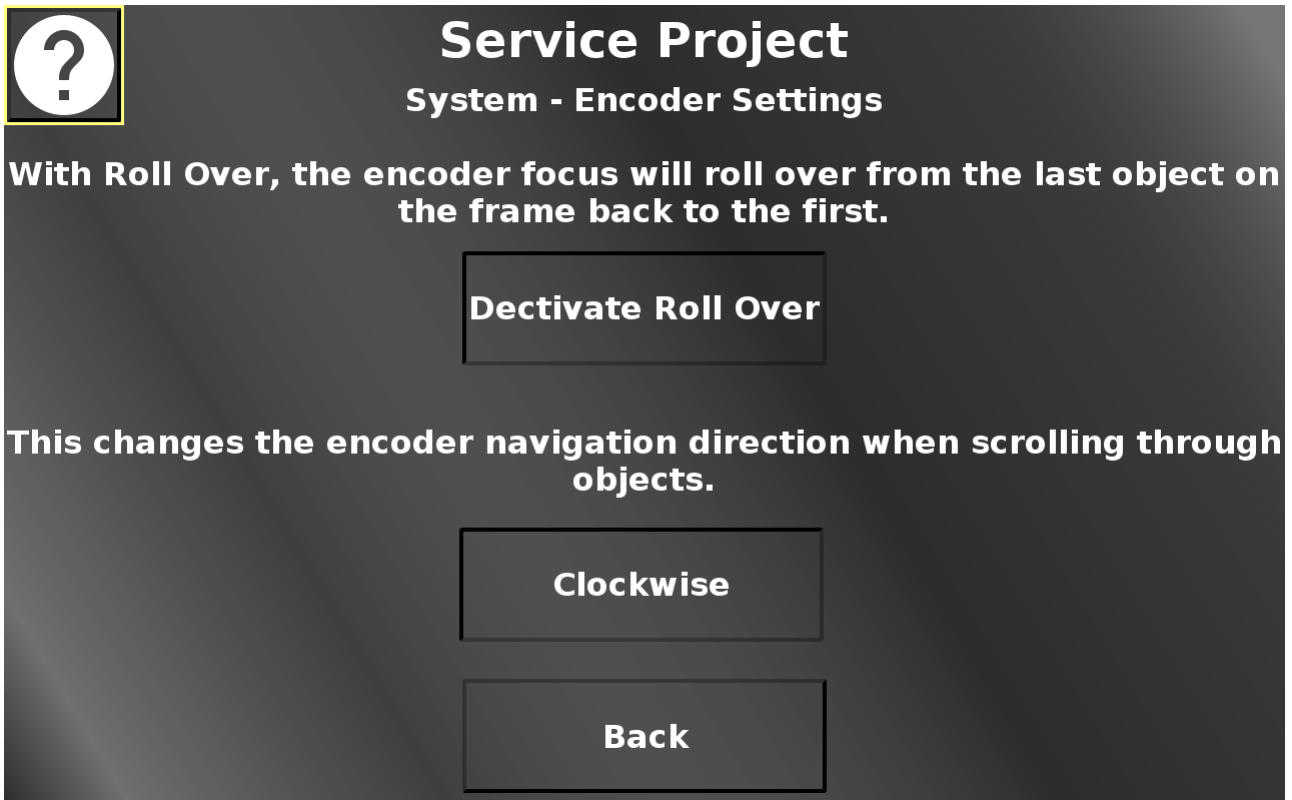 ?
Service Project
System - Encoder Settings
With Roll Over, the encoder focus will roll over from the last object on
the frame back to the first.
Dectivate Roll Over
This changes the encoder navigation direction when scrolling through
objects.
Clockwise
Back